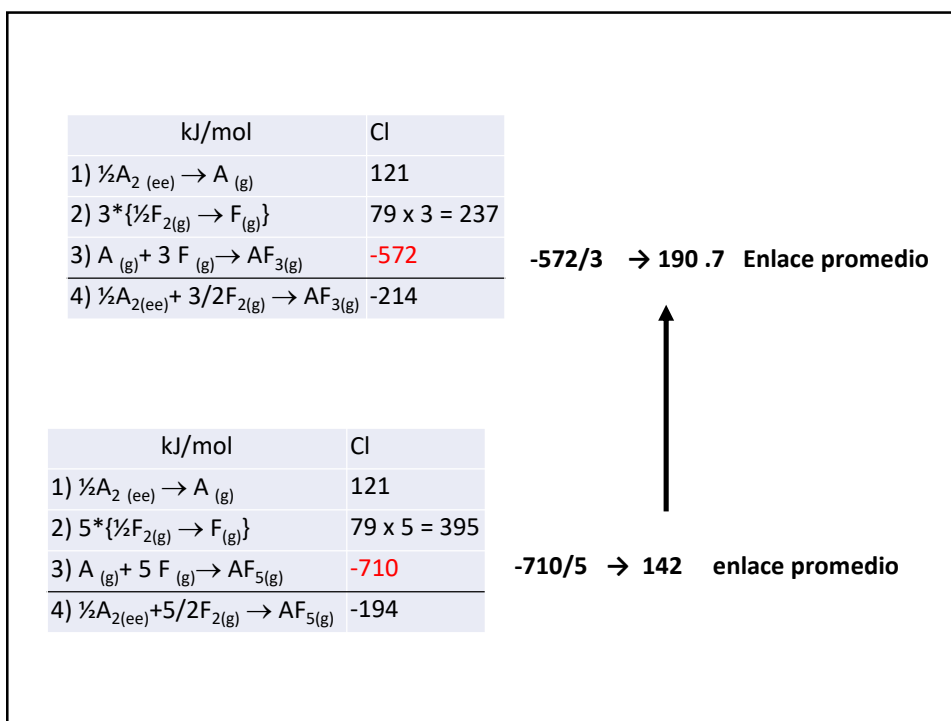 kJ/mol Cl
1) ½A₂ (ee) → A (g) 121
2) 3*{½F₂(g) → F(g)} 79 x 3 = 237
3) A (g)+ 3 F (g)→ AF₃(g) -572
-572/3 → 190 .7 Enlace promedio
4) ½A₂(ee)+ 3/2F₂(g) → AF₃(g) -214
kJ/mol Cl
1) ½A₂ (ee) → A (g) 121
2) 5*{½F₂(g) → F(g)} 79 x 5 = 395
3) A (g)+ 5 F (g)→ AF₅(g) -710
-710/5 → 142 enlace promedio
4) ½A₂(ee)+5/2F₂(g) → AF₅(g) -194